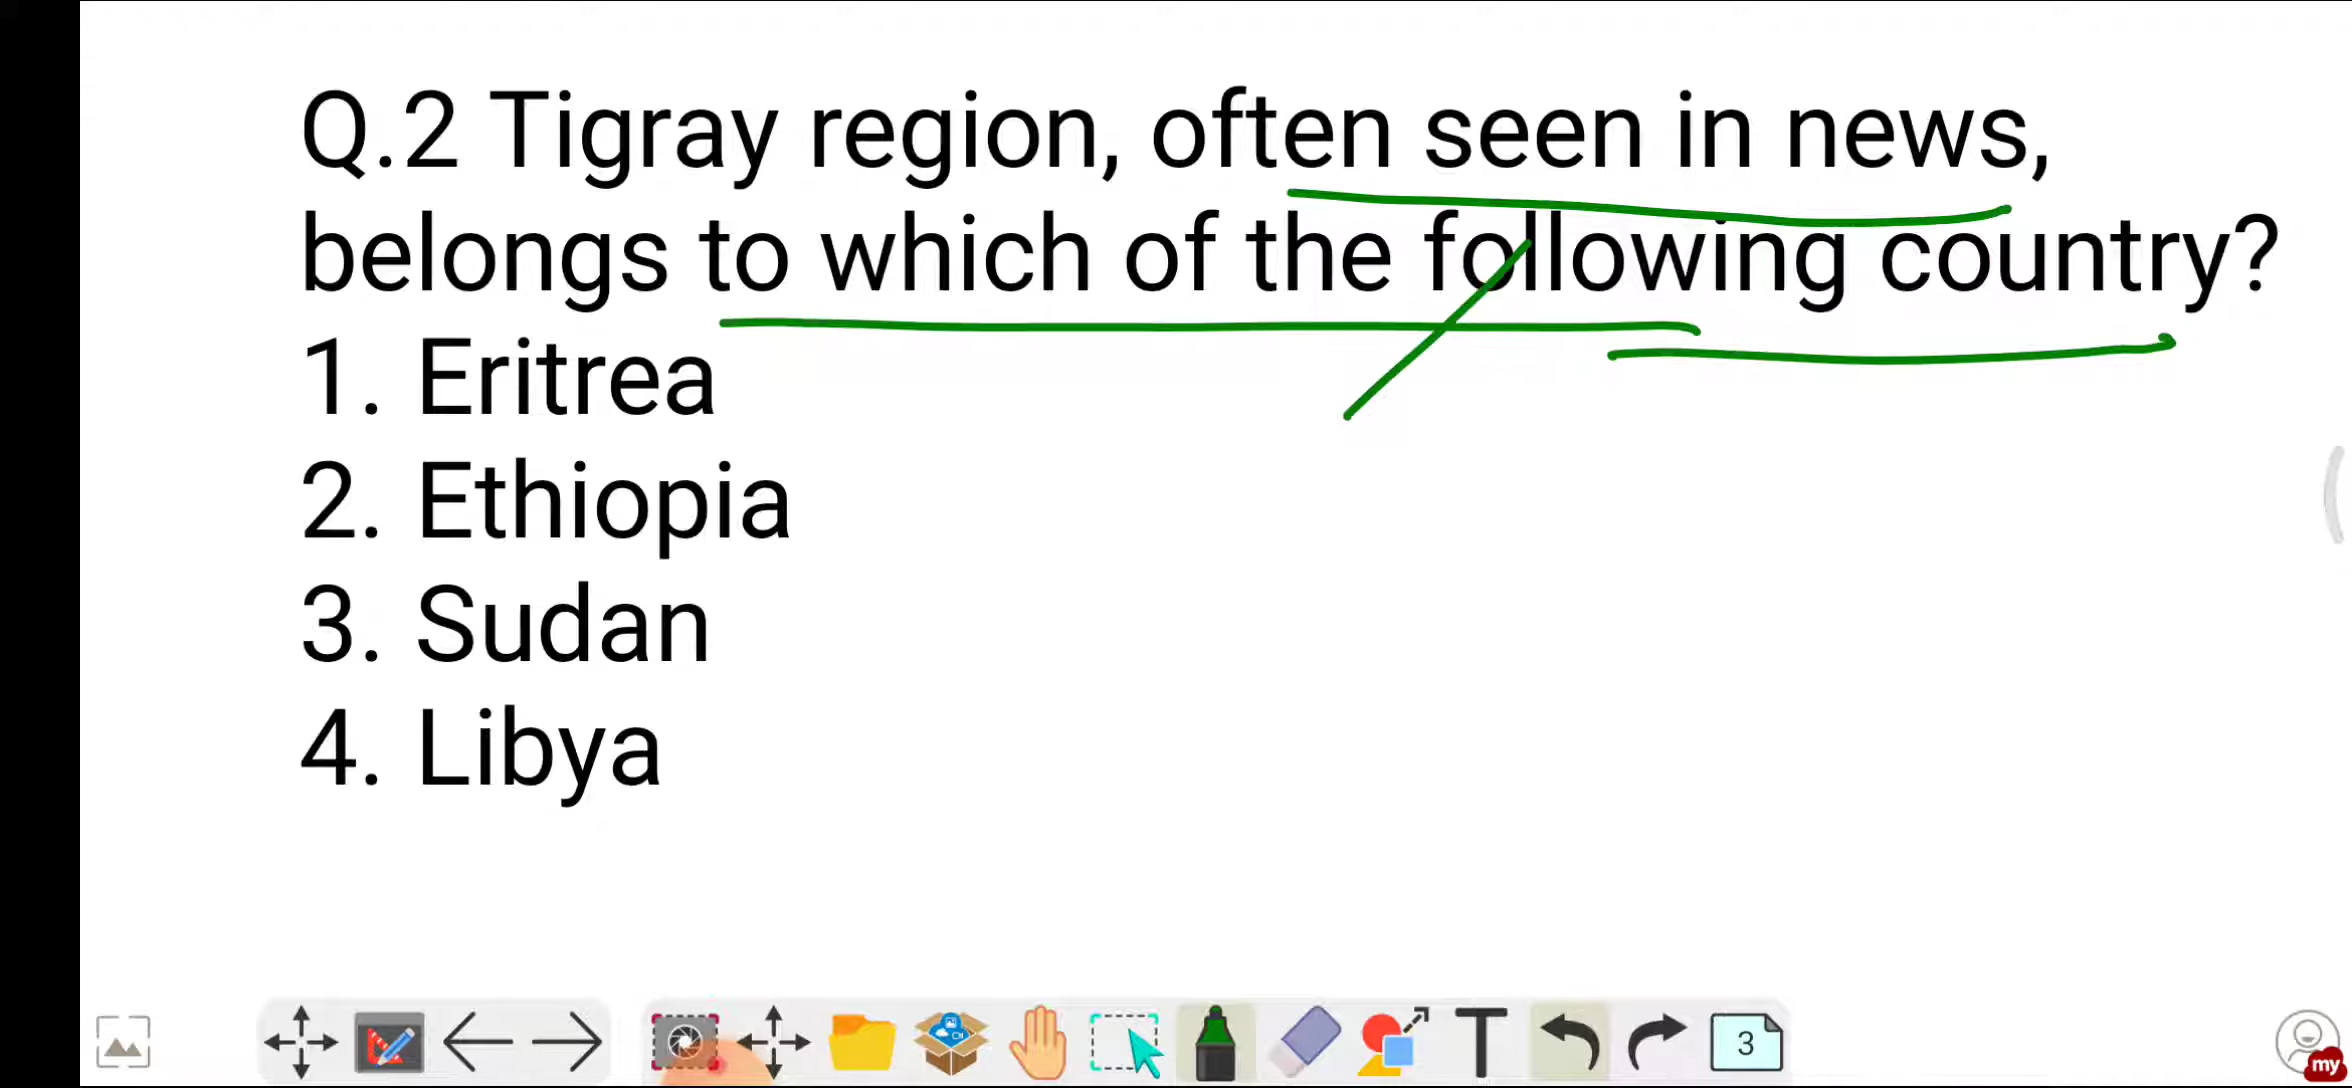 Q.2 Tigray region, often seen in news,
belongs to which of the following country?
1. Eritrea
2. Ethiopia
3. Sudan
4. Libya
T
3
my